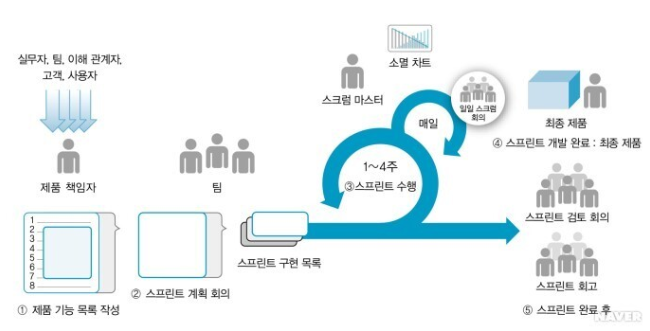 실무자, 팀, 이해 관계자,
고객, 사용자
제품 책임자
팀
스크럼 마스터
소멸 차트
매일
일일 스크럼
회의
최종 제품
④ 스프린트 개발 완료 : 최종 제품
1~4주
③스프린트 수행
1
2
3
4
5
6
7
8
① 제품 기능 목록 작성
② 스프린트 계획 회의
스프린트 구현 목록
스프린트 검토 회의
스프린트 회고
⑤ 스프린트 완료 후
NAVER